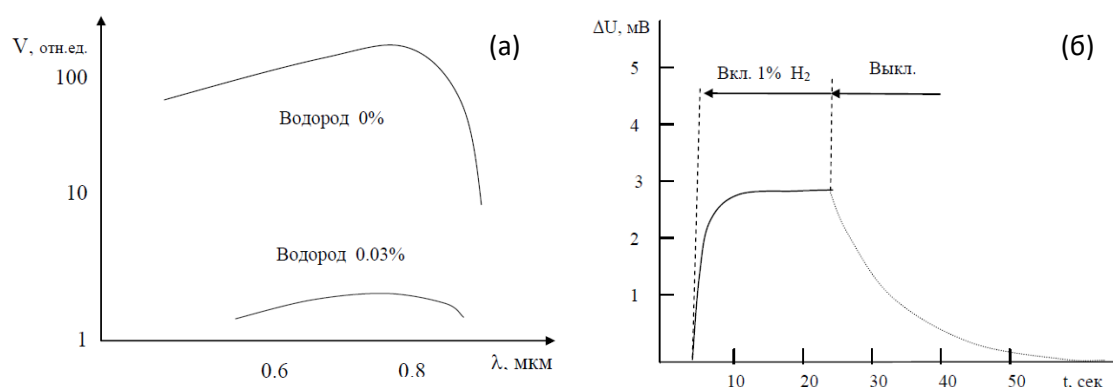 V, отн.ед.
(а)
100
Водород 0%
10
Водород 0.03%
1
0.6
0.8
λ, мкм
ΔU, мВ
(б)
5
Вкл. 1% H₂
Выкл.
4
3
2
1
10
20
30
40
50
t, сек